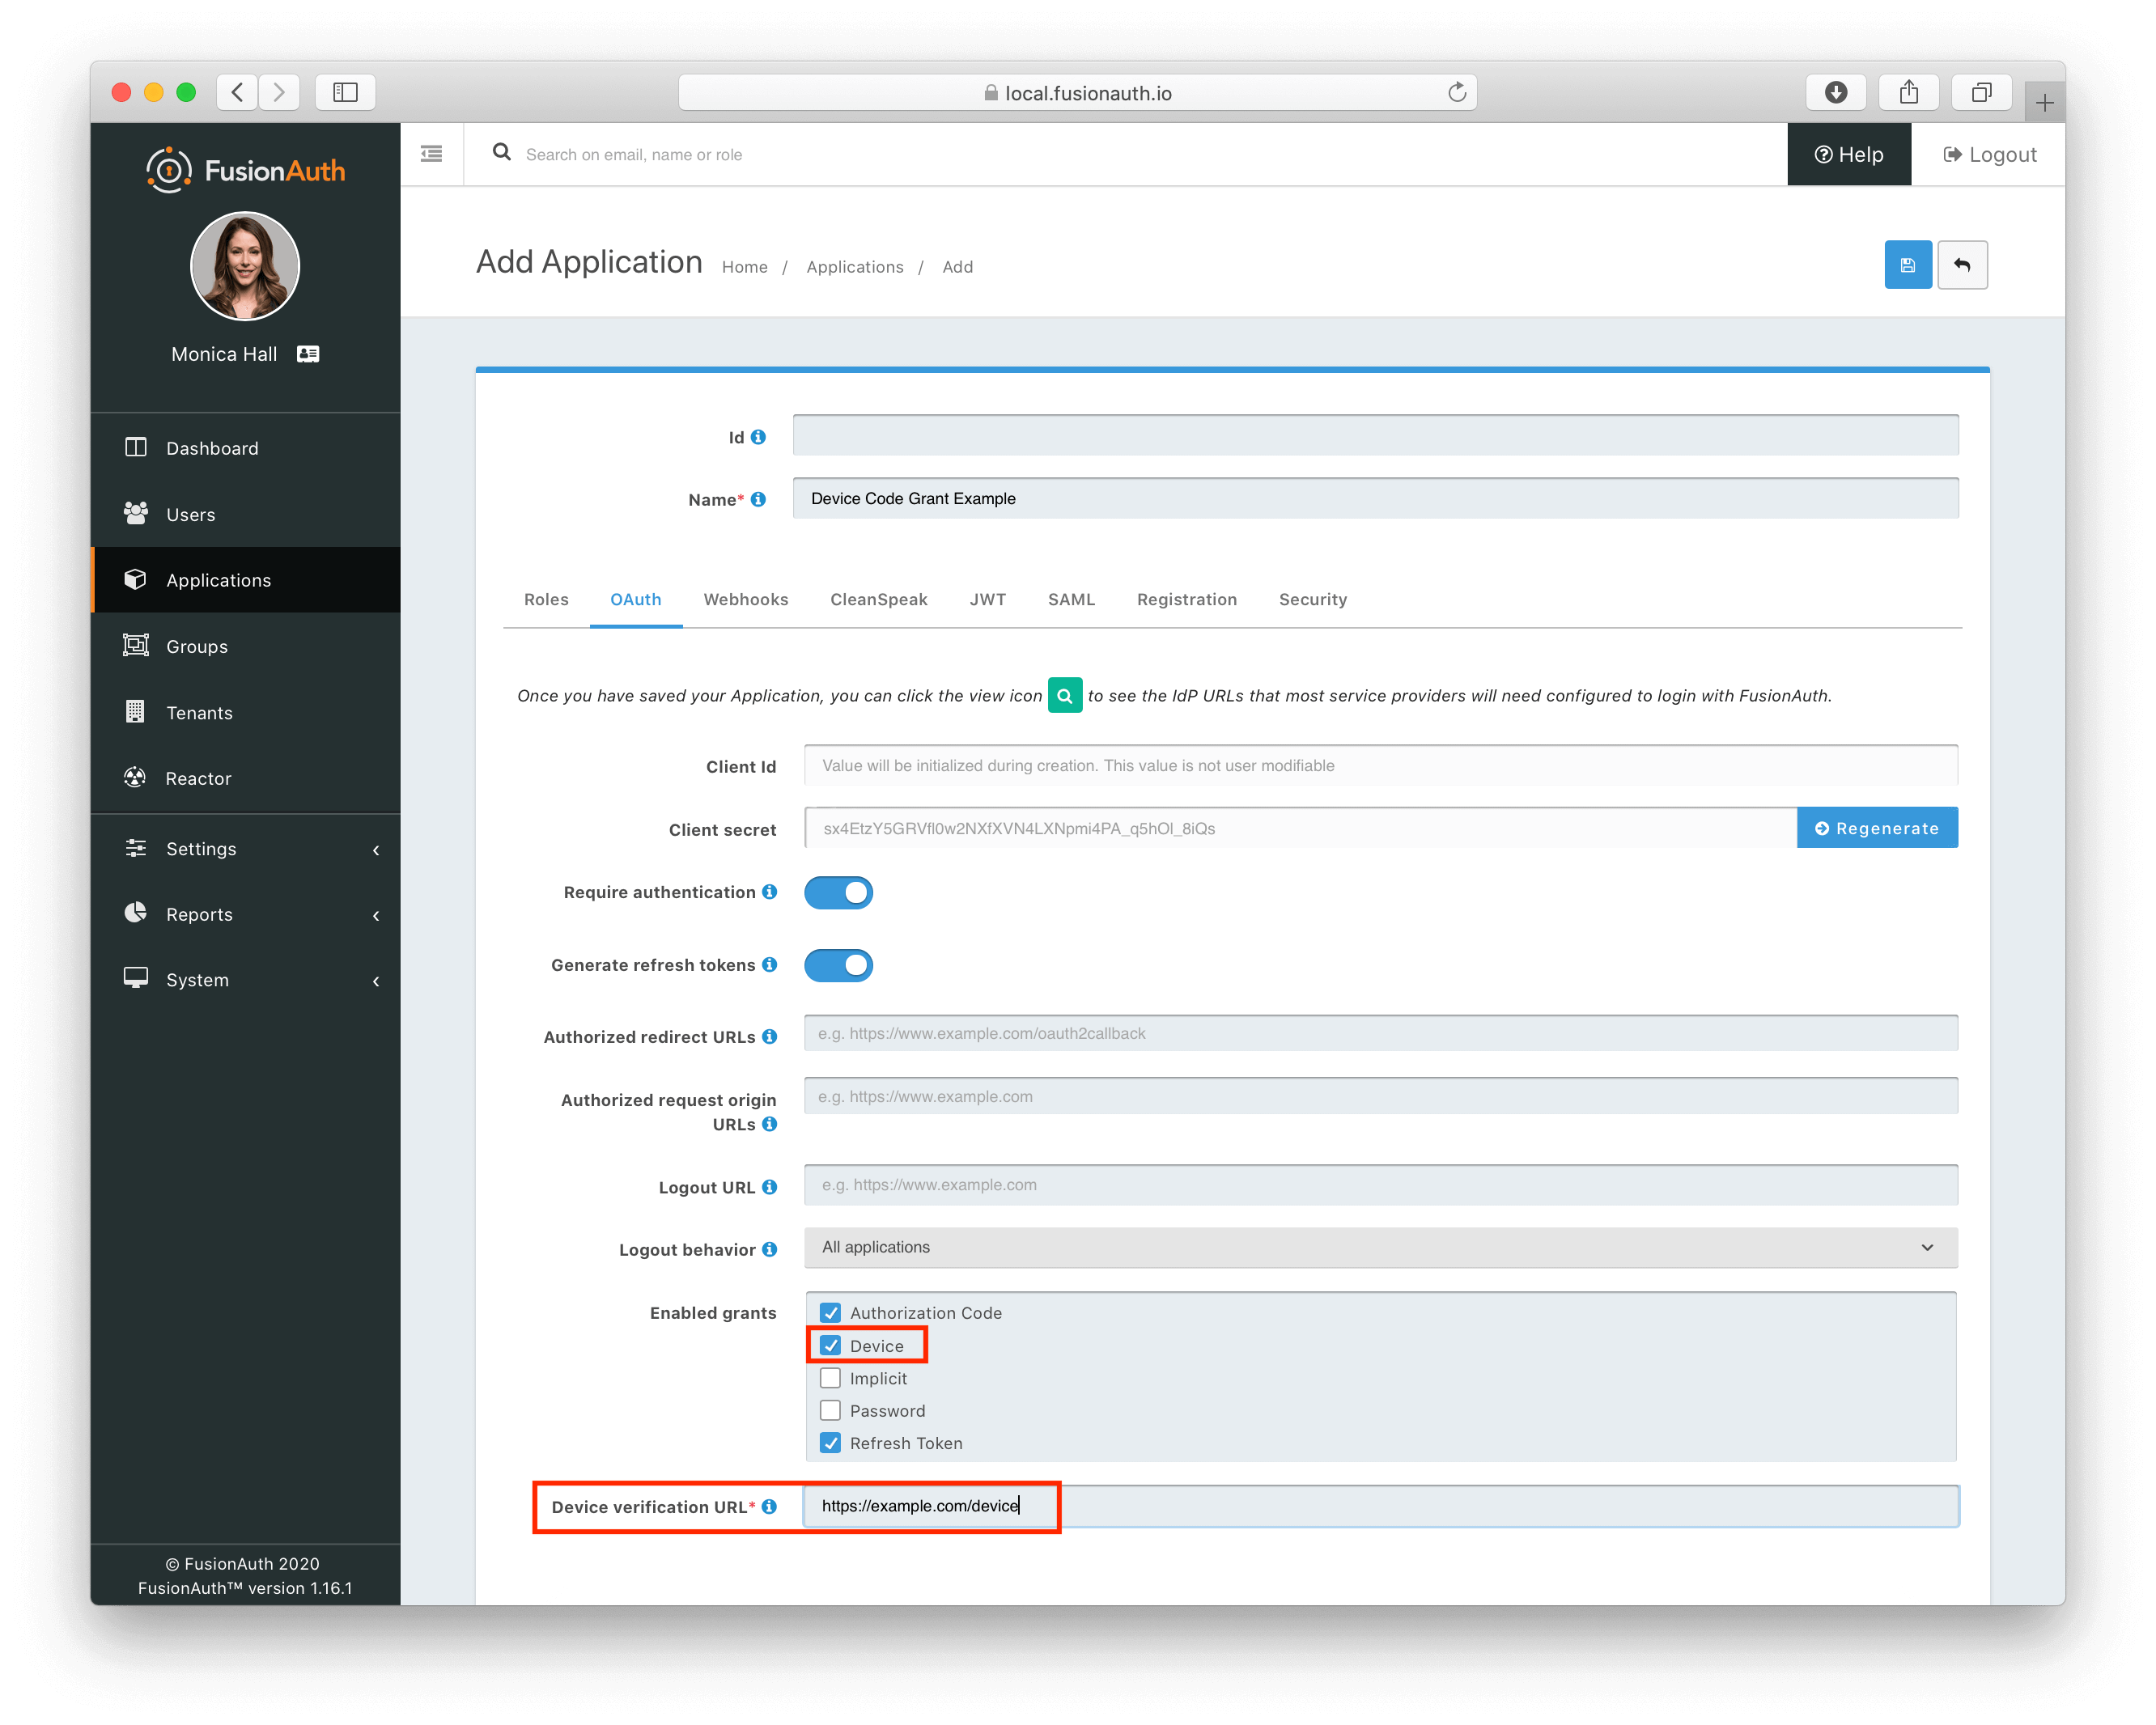 local.fusionauth.io
FusionAuth
Search on email, name or role
Help
Logout
Monica Hall
Add Application
Home / Applications / Add
Dashboard
Users
Applications
Groups
Tenants
Reactor
Settings
Reports
System
© FusionAuth 2020
FusionAuth™ version 1.16.1
Id
Name*
Device Code Grant Example
Roles OAuth Webhooks CleanSpeak JWT SAML Registration Security
Once you have saved your Application, you can click the view icon to see the IdP URLs that most service providers will need configured to login with FusionAuth.
Client Id
Value will be initialized during creation. This value is not user modifiable
Client secret
sx4EtzY5GRVfl0w2NXfXVN4LXNpmi4PA_q5hOl_8iQs
Regenerate
Require authentication
Generate refresh tokens
Authorized redirect URLs
e.g. https://www.example.com/oauth2callback
Authorized request origin
URLs
e.g. https://www.example.com
Logout URL
e.g. https://www.example.com
Logout behavior
All applications
Enabled grants
Authorization Code
Device
Implicit
Password
Refresh Token
Device verification URL*
https://example.com/device